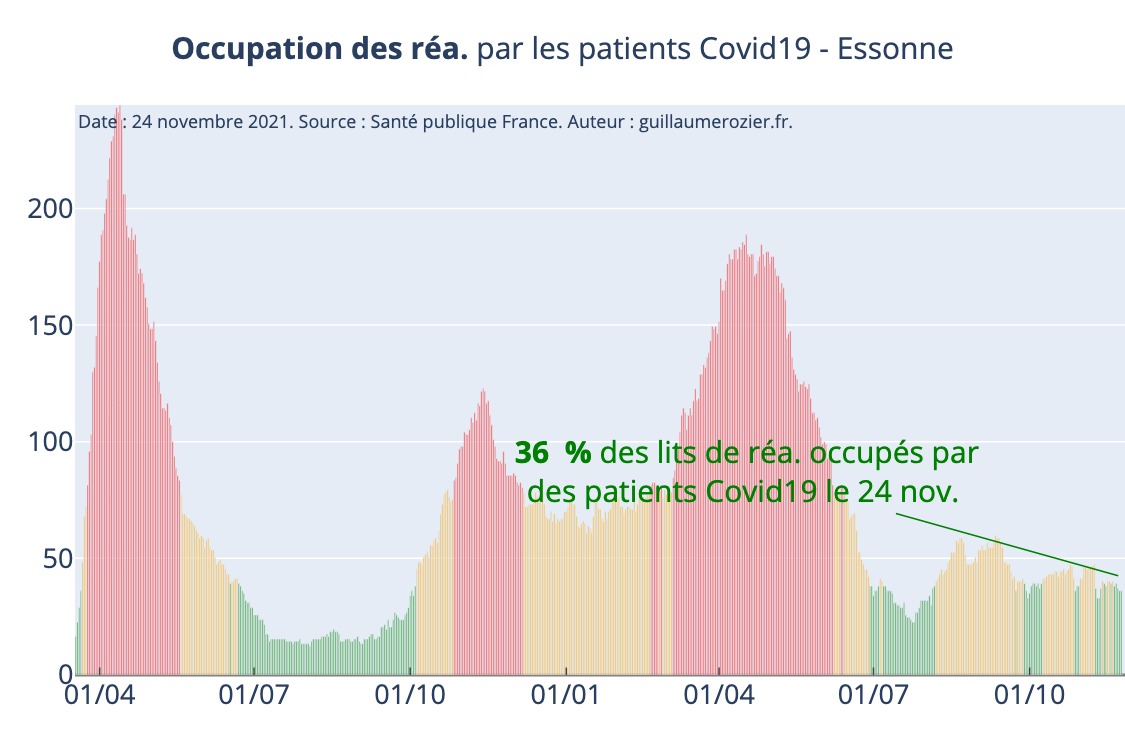 Occupation des réa. par les patients Covid19 - Essonne
Date : 24 novembre 2021. Source : Santé publique France. Auteur : guillaumerozier.fr.
200
150
100
50
0
36 % des lits de réa. occupés par
des patients Covid19 le 24 nov.
01/04 01/07 01/10 01/01 01/04 01/07 01/10